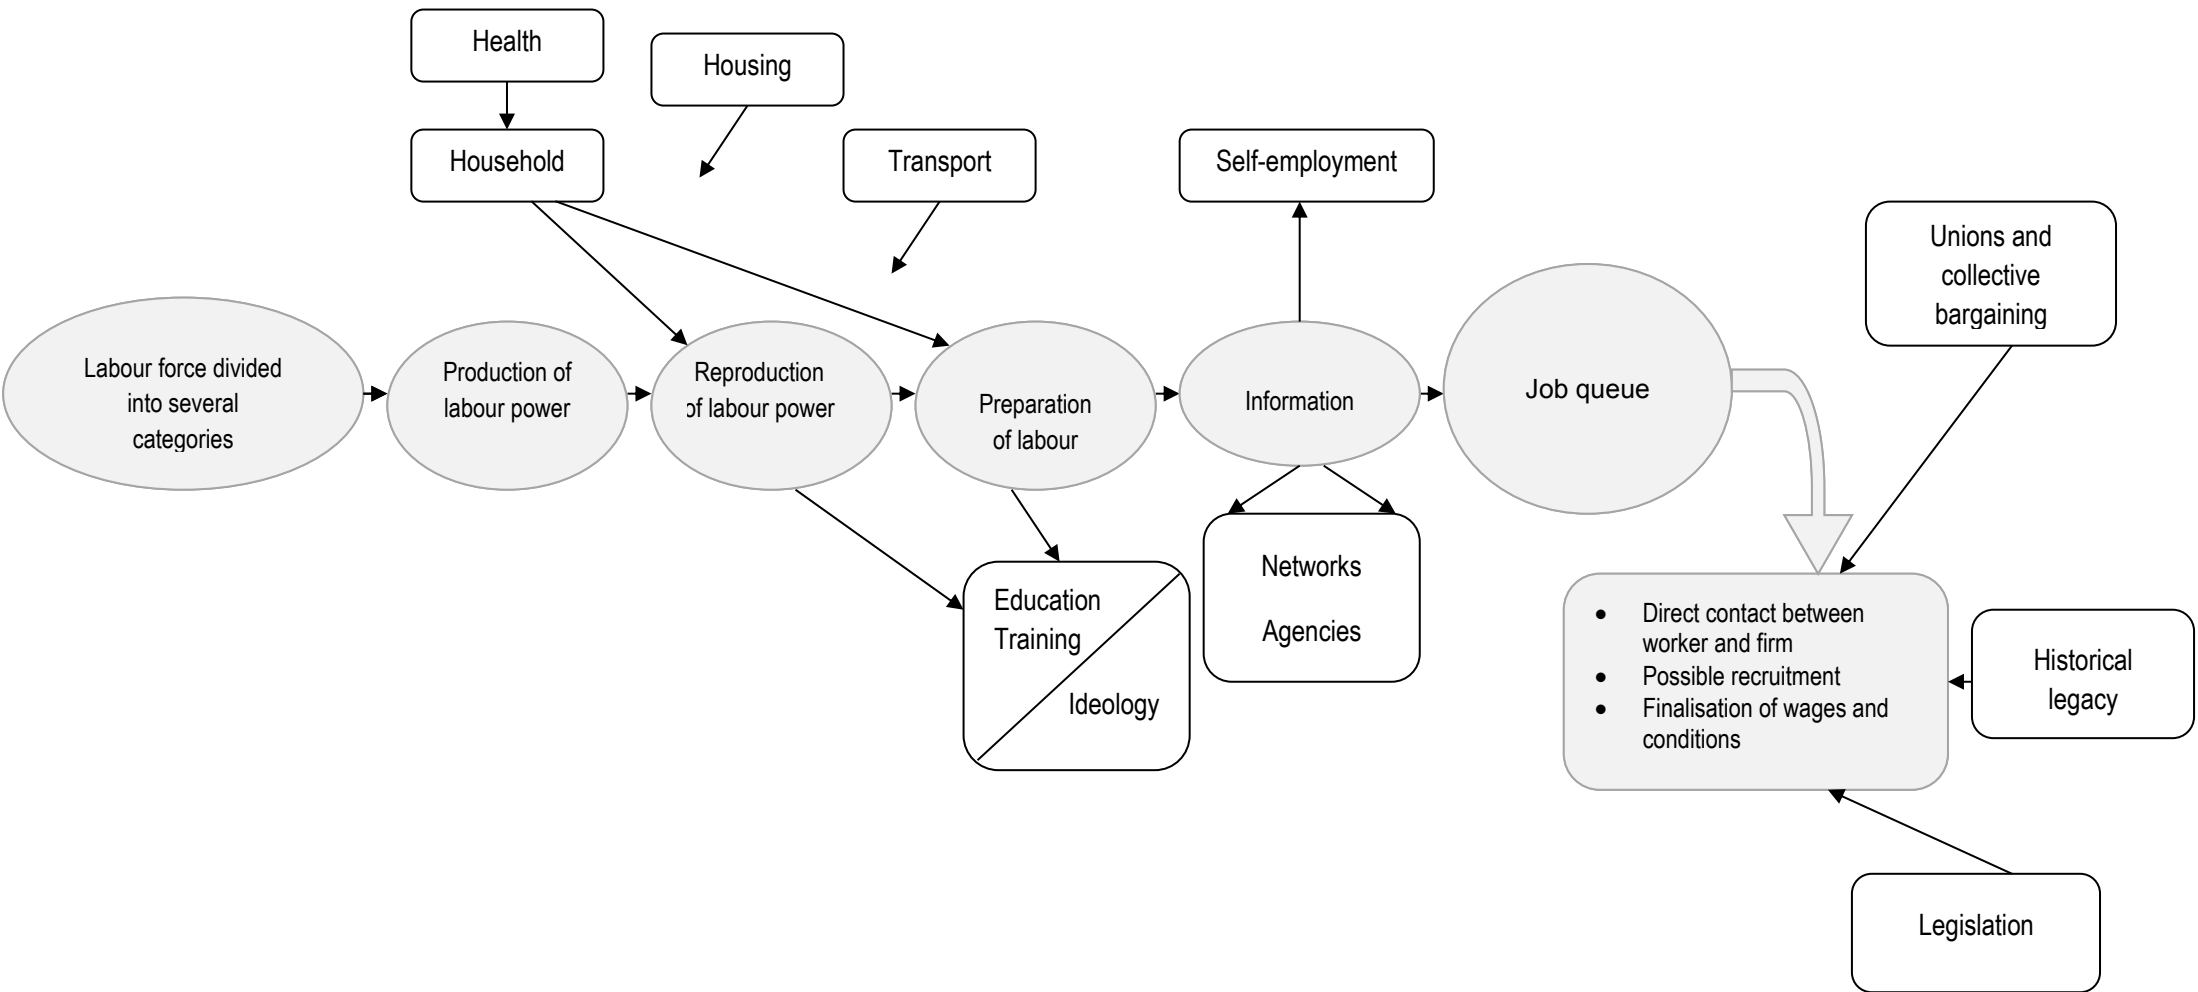 Health
Housing
Household
Transport
Self-employment
Unions and
collective
bargaining
Labour force divided
into several
categories
Production of
labour power
Reproduction
of labour power
Preparation
of labour
Information
Job queue
Education
Training
Ideology
Networks
Agencies
• Direct contact between
worker and firm
• Possible recruitment
• Finalisation of wages and
conditions
Historical
legacy
Legislation